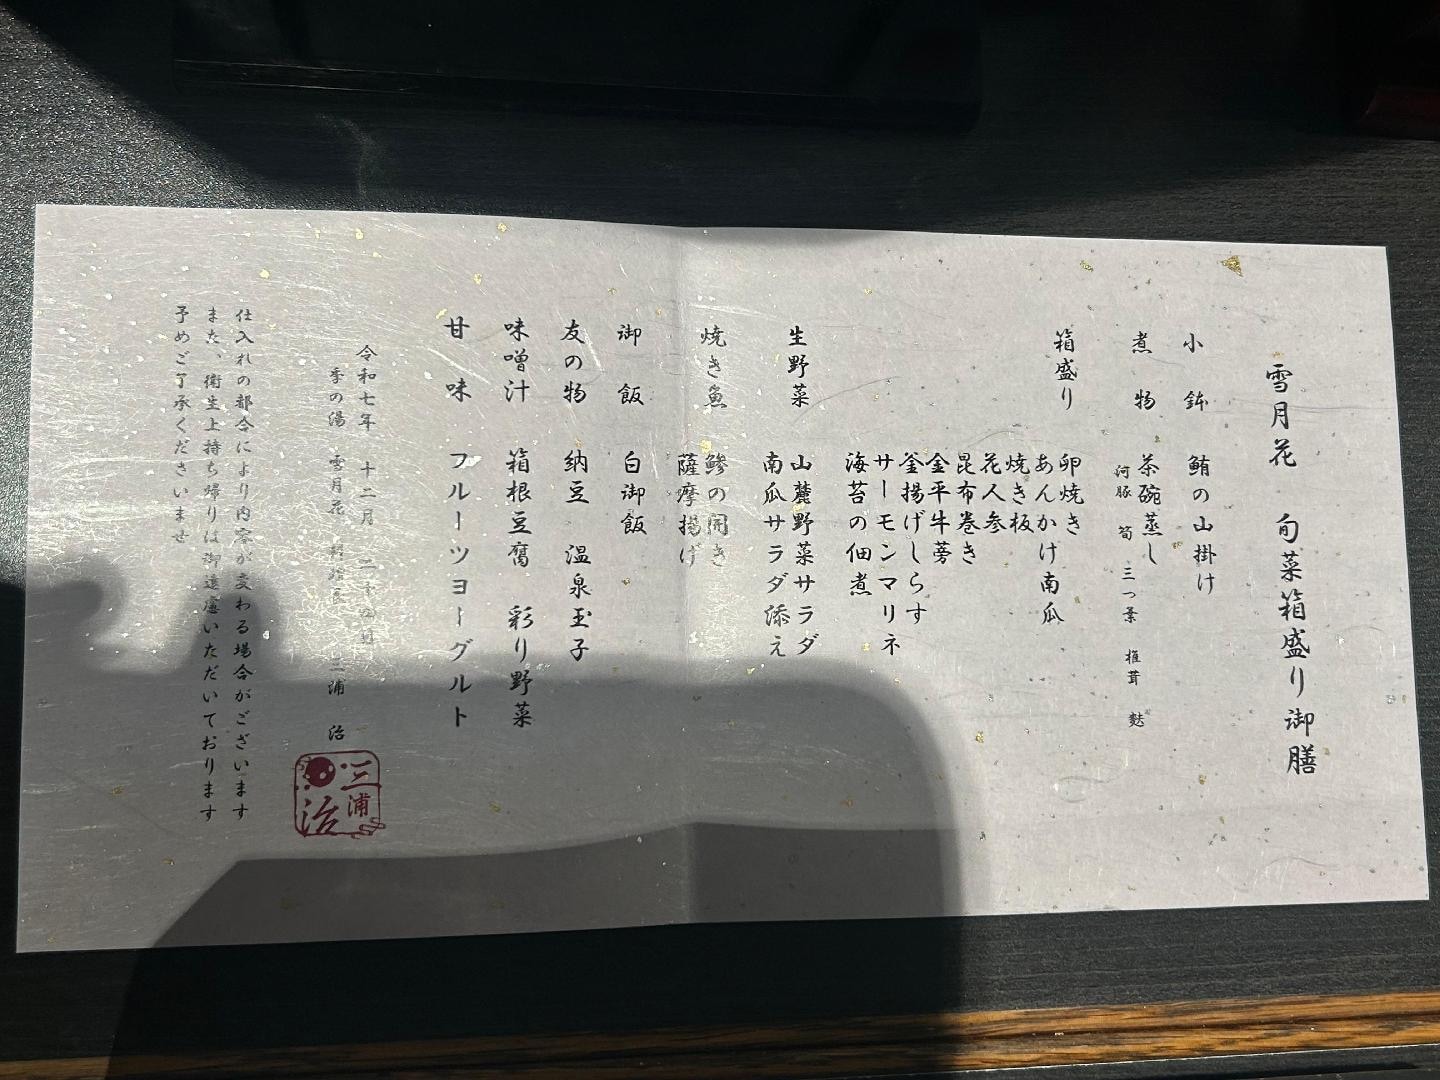 雪月花 旬菜箱盛り御膳
小鉢 鮪の山掛け
煮物 茶碗蒸し
河豚 筍 三つ葉 椎茸 麩
箱盛り 卵焼き
あんかけ南瓜
焼き板
花人参
昆布巻き
金平牛蒡
釜揚げしらす
サーモンマリネ
海苔の佃煮
生野菜 山麓野菜サラダ
南瓜サラダ添え
焼き魚 鯵の開き
薩摩揚げ
御飯 白御飯
友の物 納豆 温泉玉子
味噌汁 箱根豆腐 彩り野菜
甘味 フルーツヨーグルト
令和七年 十二月
季の湯 雪月花 三浦 治
三浦
治
仕入れの都合により内容が変わる場合がございます
また、衛生上持ち帰りは御遠慮いただいております
予めご了承くださいませ